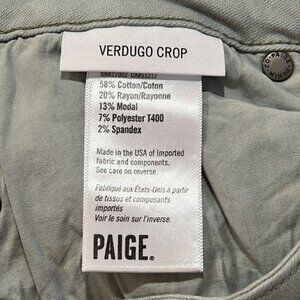 VERDUGO CROP
58% Cotton/Coton
20% Rayon/Rayonne
13% Modal
7% Polyester T400
2% Spandex
Made in the USA of imported
fabric and components.
See care on reverse.
Fabriqué aux États-Unis à partir
de tissus et composants
importés
Voir le soin sur l'inverse.
PAIGE.